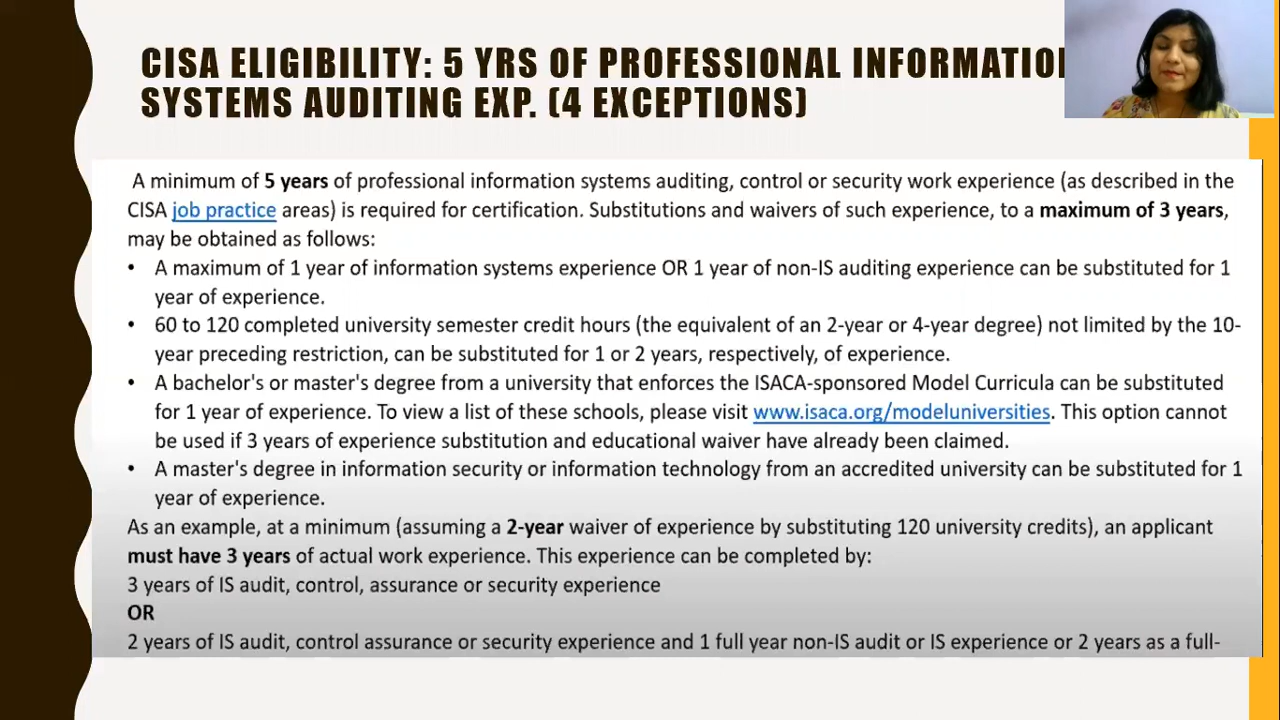 CISA ELIGIBILITY: 5 YRS OF PROFESSIONAL INFORMATION
SYSTEMS AUDITING EXP. (4 EXCEPTIONS)
A minimum of 5 years of professional information systems auditing, control or security work experience (as described in the
CISA job practice areas) is required for certification. Substitutions and waivers of such experience, to a maximum of 3 years,
may be obtained as follows:
• A maximum of 1 year of information systems experience OR 1 year of non-IS auditing experience can be substituted for 1
year of experience.
• 60 to 120 completed university semester credit hours (the equivalent of an 2-year or 4-year degree) not limited by the 10-
year preceding restriction, can be substituted for 1 or 2 years, respectively, of experience.
• A bachelor's or master's degree from a university that enforces the ISACA-sponsored Model Curricula can be substituted
for 1 year of experience. To view a list of these schools, please visit www.isaca.org/modeluniversities. This option cannot
be used if 3 years of experience substitution and educational waiver have already been claimed.
• A master's degree in information security or information technology from an accredited university can be substituted for 1
year of experience.
As an example, at a minimum (assuming a 2-year waiver of experience by substituting 120 university credits), an applicant
must have 3 years of actual work experience. This experience can be completed by:
3 years of IS audit, control, assurance or security experience
OR
2 years of IS audit, control assurance or security experience and 1 full year non-IS audit or IS experience or 2 years as a full-